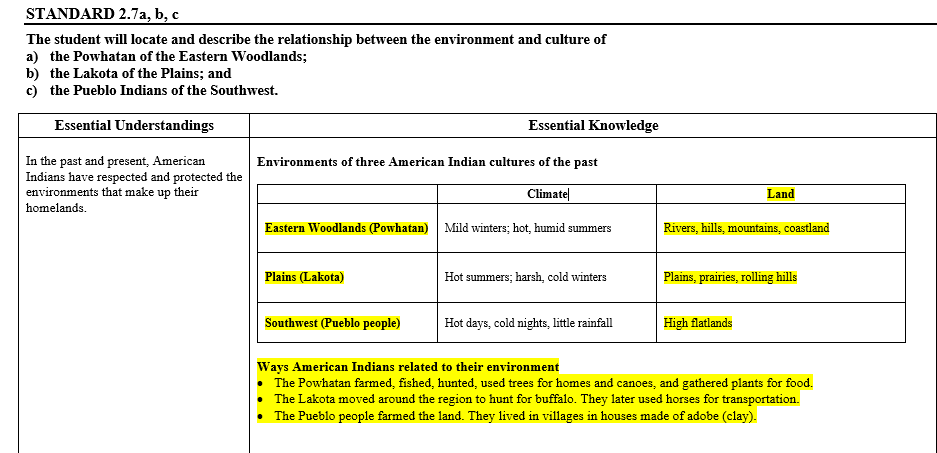 STANDARD 2.7a, b, c
The student will locate and describe the relationship between the environment and culture of
a) the Powhatan of the Eastern Woodlands;
b) the Lakota of the Plains; and
c) the Pueblo Indians of the Southwest.
Essential Understandings
Essential Knowledge
In the past and present, American
Indians have respected and protected the
environments that make up their
homelands.
Environments of three American Indian cultures of the past
Climate Land
Eastern Woodlands (Powhatan) Mild winters; hot, humid summers Rivers, hills, mountains, coastland
Plains (Lakota) Hot summers; harsh, cold winters Plains, prairies, rolling hills
Southwest (Pueblo people) Hot days, cold nights, little rainfall High flatlands
Ways American Indians related to their environment
• The Powhatan farmed, fished, hunted, used trees for homes and canoes, and gathered plants for food.
• The Lakota moved around the region to hunt for buffalo. They later used horses for transportation.
• The Pueblo people farmed the land. They lived in villages in houses made of adobe (clay).